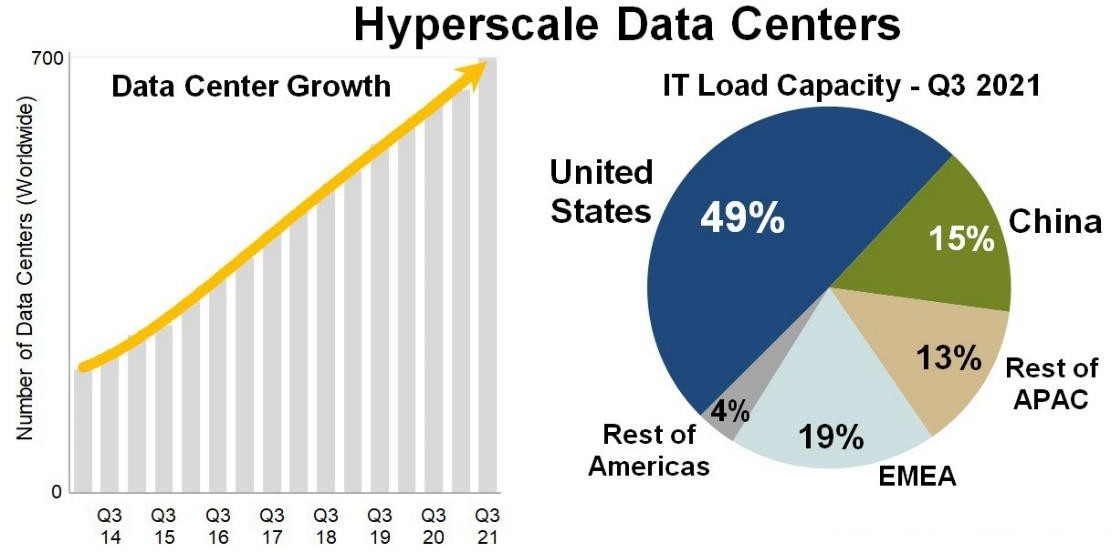 Hyperscale Data Centers
Data Center Growth
Number of Data Centers (Worldwide)
700
0
Q3 Q3 Q3 Q3 Q3 Q3 Q3 Q3
14 15 16 17 18 19 20 21
IT Load Capacity - Q3 2021
United
States
49%
China
15%
Rest of
APAC
13%
EMEA
19%
Rest of
Americas
4%